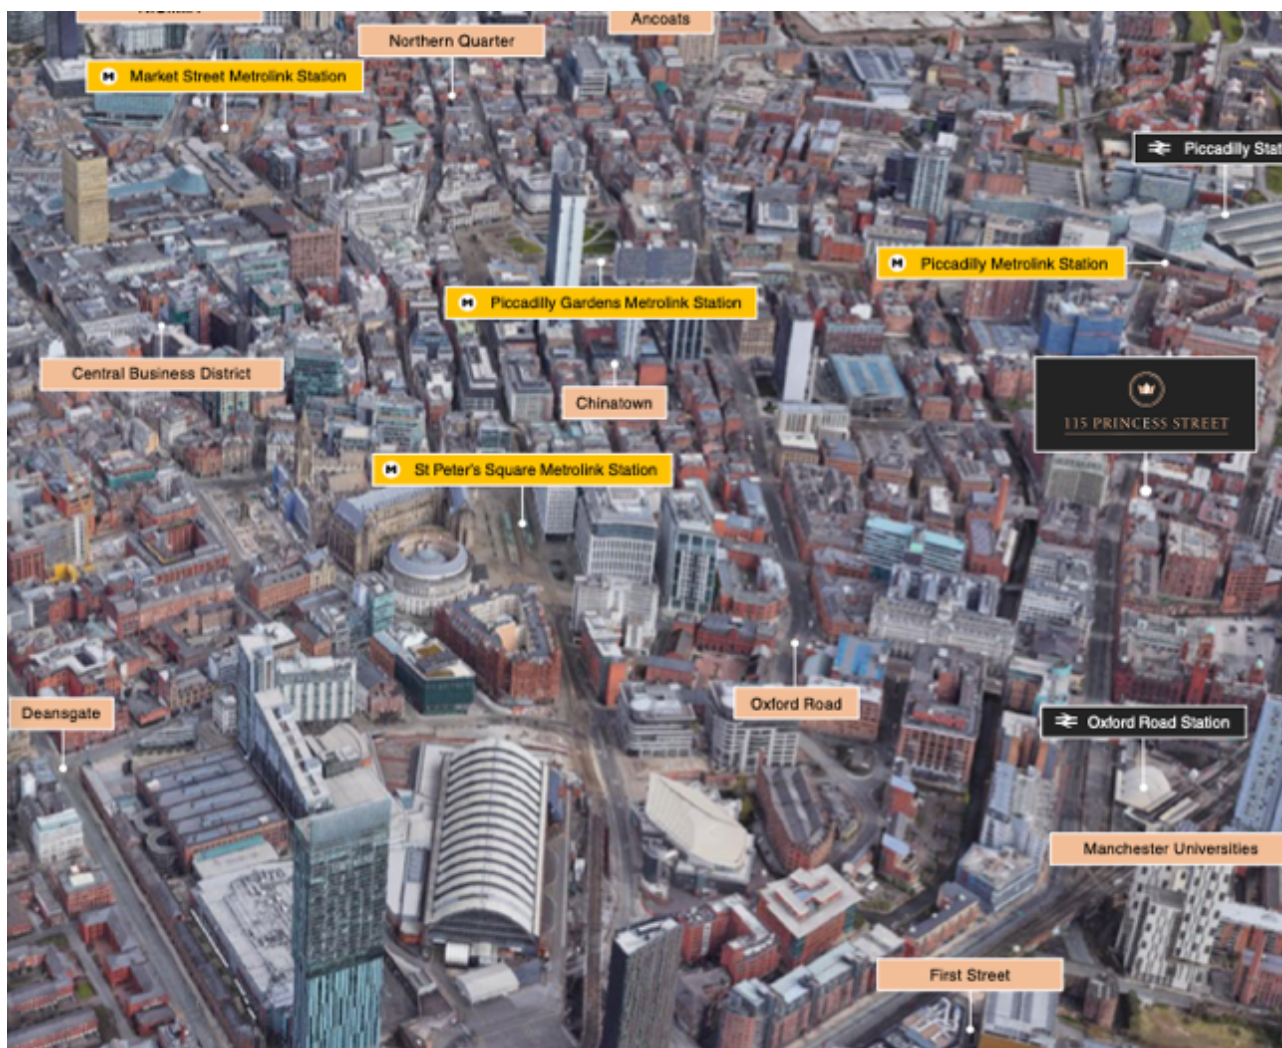 Ancoats
Northern Quarter
Market Street Metrolink Station
Piccadilly Stat
Piccadilly Metrolink Station
Piccadilly Gardens Metrolink Station
Central Business District
Chinatown
115 PRINCESS STREET
St Peter's Square Metrolink Station
Deansgate
Oxford Road
Oxford Road Station
Manchester Universities
First Street